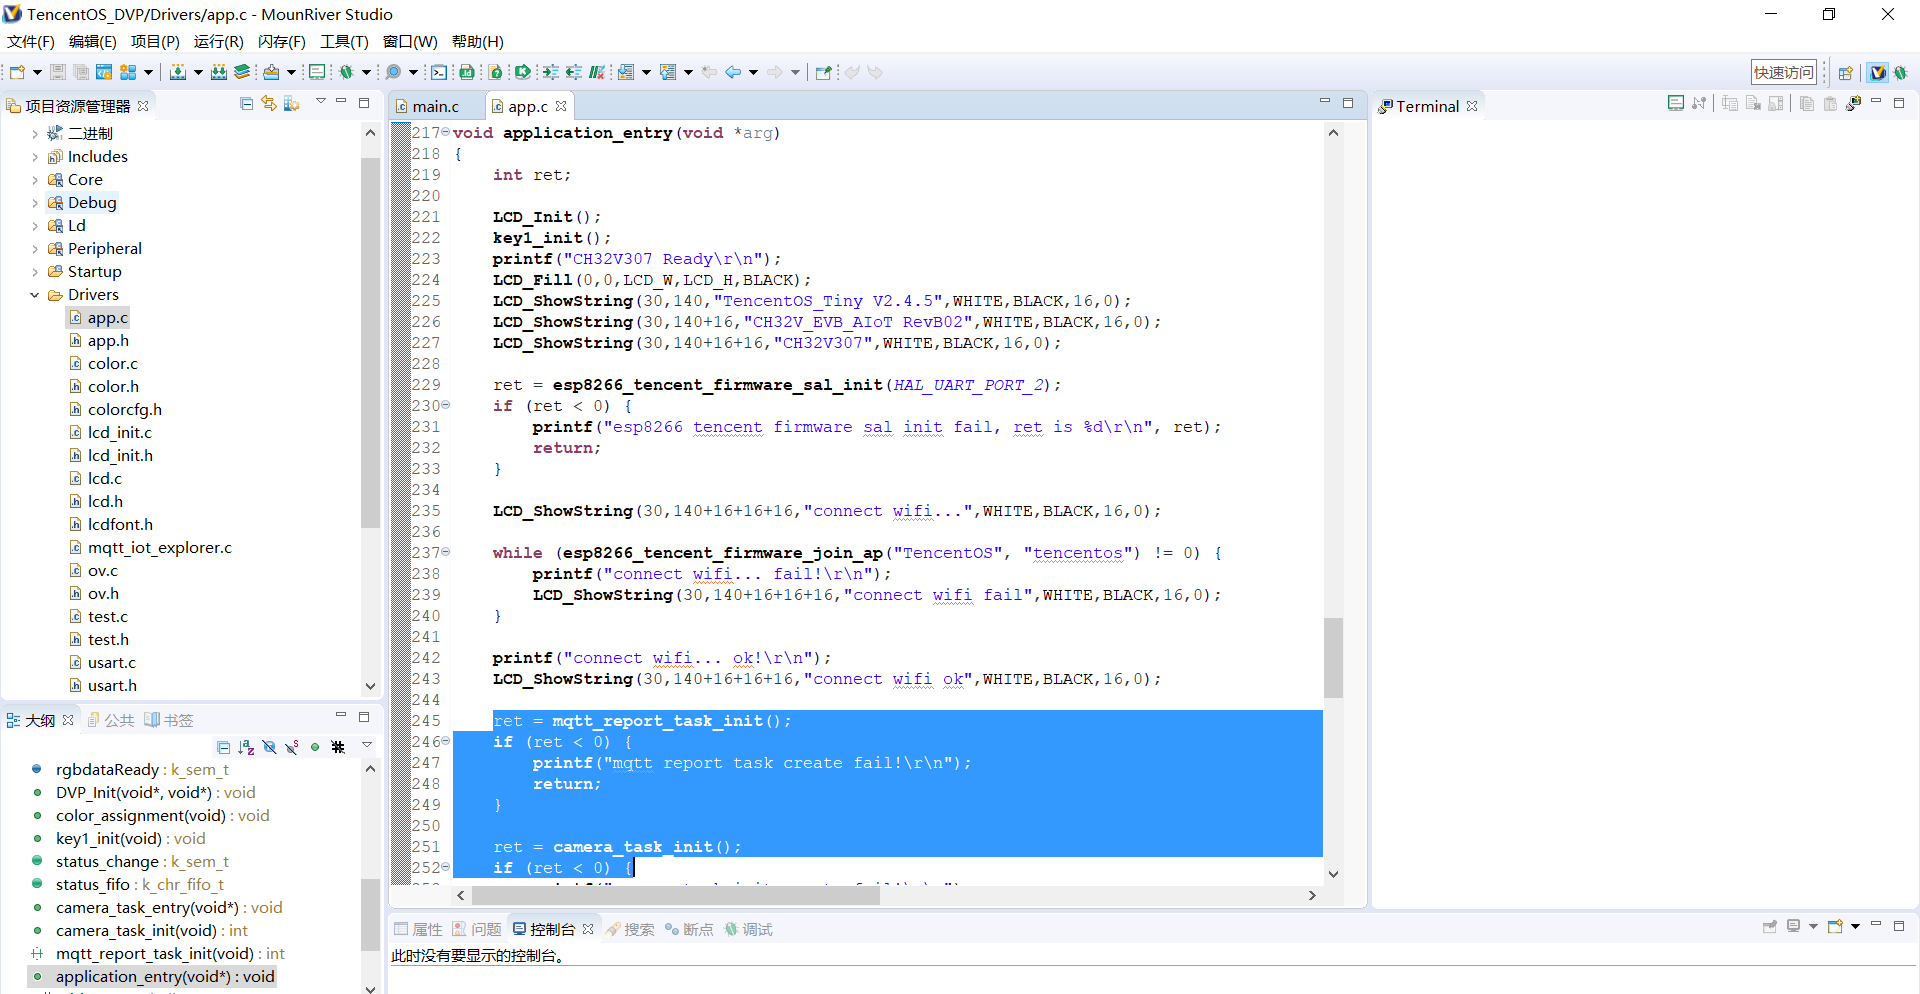 TencentOS_DVP/Drivers/app.c - MounRiver Studio
文件(F) 编辑(E) 项目(P) 运行(R) 闪存(F) 工具(T) 窗口(W) 帮助(H)
快速访问
项目资源管理器
二进制
Includes
Core
Debug
Ld
Peripheral
Startup
Drivers
app.c
app.h
color.c
color.h
colorcfg.h
lcd_init.c
lcd_init.h
lcd.c
lcd.h
lcdfont.h
mqtt_iot_explorer.c
ov.c
ov.h
test.c
test.h
usart.c
usart.h
大纲 公共 书签
rgbdataReady : k_sem_t
DVP_Init(void*, void*) : void
color_assignment(void) : void
key1_init(void) : void
status_change : k_sem_t
status_fifo : k_chr_fifo_t
camera_task_entry(void*) : void
camera_task_init(void) : int
mqtt_report_task_init(void) : int
application_entry(void*) : void
main.c app.c
217 void application_entry(void *arg)
218 {
219     int ret;
220
221     LCD_Init();
222     key1_init();
223     printf("CH32V307 Ready\r\n");
224     LCD_Fill(0,0,LCD_W,LCD_H,BLACK);
225     LCD_ShowString(30,140,"TencentOS_Tiny V2.4.5",WHITE,BLACK,16,0);
226     LCD_ShowString(30,140+16,"CH32V_EVB_AIoT RevB02",WHITE,BLACK,16,0);
227     LCD_ShowString(30,140+16+16,"CH32V307",WHITE,BLACK,16,0);
228
229     ret = esp8266_tencent_firmware_sal_init(HAL_UART_PORT_2);
230     if (ret < 0) {
231         printf("esp8266 tencent firmware sal init fail, ret is %d\r\n", ret);
232         return;
233     }
234
235     LCD_ShowString(30,140+16+16+16,"connect wifi...",WHITE,BLACK,16,0);
236
237     while (esp8266_tencent_firmware_join_ap("TencentOS", "tencentos") != 0) {
238         printf("connect wifi... fail!\r\n");
239         LCD_ShowString(30,140+16+16+16,"connect wifi fail",WHITE,BLACK,16,0);
240     }
241
242     printf("connect wifi... ok!\r\n");
243     LCD_ShowString(30,140+16+16+16,"connect wifi ok",WHITE,BLACK,16,0);
244
245     ret = mqtt_report_task_init();
246     if (ret < 0) {
247         printf("mqtt report task create fail!\r\n");
248         return;
249     }
250
251     ret = camera_task_init();
252     if (ret < 0) {
Terminal
属性 问题 控制台 搜索 断点 调试
此时没有要显示的控制台。